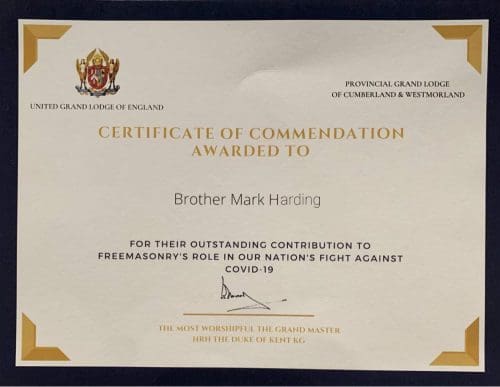 UNITED GRAND LODGE OF ENGLAND
PROVINCIAL GRAND LODGE
OF CUMBERLAND & WESTMORLAND
CERTIFICATE OF COMMENDATION
AWARDED TO
Brother Mark Harding
FOR THEIR OUTSTANDING CONTRIBUTION TO
FREEMASONRY'S ROLE IN OUR NATION'S FIGHT AGAINST
COVID-19
THE MOST WORSHIPFUL THE GRAND MASTER
HRH THE DUKE OF KENT KG